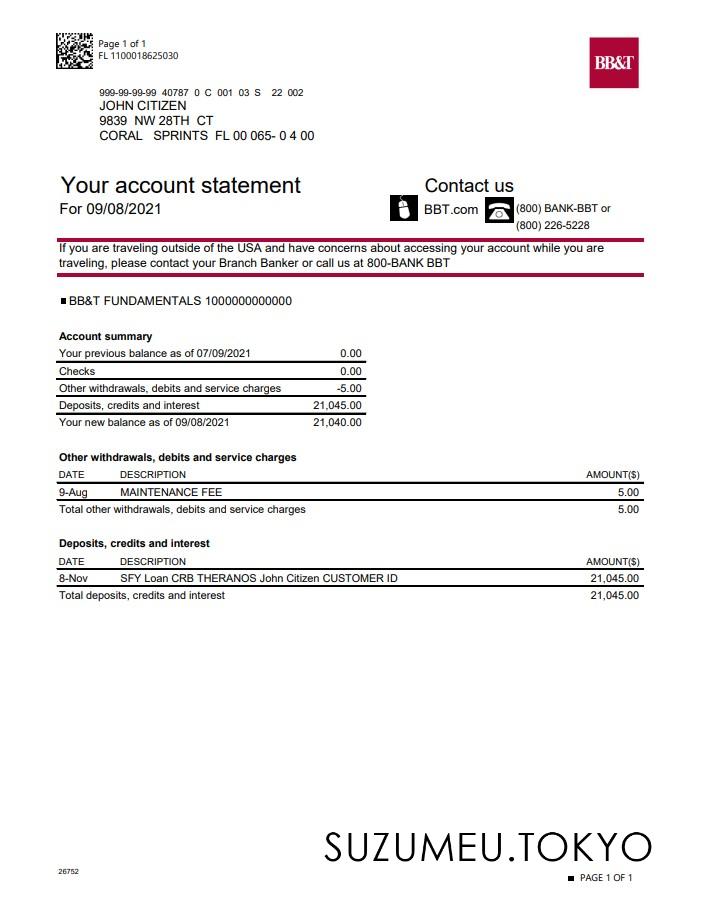 Page 1 of 1
FL 1100018625030
BB&T
999-99-99-99 40787 0 C 001 03 S 22 002
JOHN CITIZEN
9839 NW 28TH CT
CORAL SPRINTS FL 00 065- 0 4 00
Your account statement
For 09/08/2021
Contact us
BBT.com
(800) BANK-BBT or
(800) 226-5228
If you are traveling outside of the USA and have concerns about accessing your account while you are
traveling, please contact your Branch Banker or call us at 800-BANK BBT
BB&T FUNDAMENTALS 1000000000000
Account summary
Your previous balance as of 07/09/2021 0.00
Checks 0.00
Other withdrawals, debits and service charges -5.00
Deposits, credits and interest 21,045.00
Your new balance as of 09/08/2021 21,040.00
Other withdrawals, debits and service charges
DATE DESCRIPTION AMOUNT($)
9-Aug MAINTENANCE FEE 5.00
Total other withdrawals, debits and service charges 5.00
Deposits, credits and interest
DATE DESCRIPTION AMOUNT($)
8-Nov SFY Loan CRB THERANOS John Citizen CUSTOMER ID 21,045.00
Total deposits, credits and interest 21,045.00
SUZUMEU.TOKYO
26752
PAGE 1 OF 1